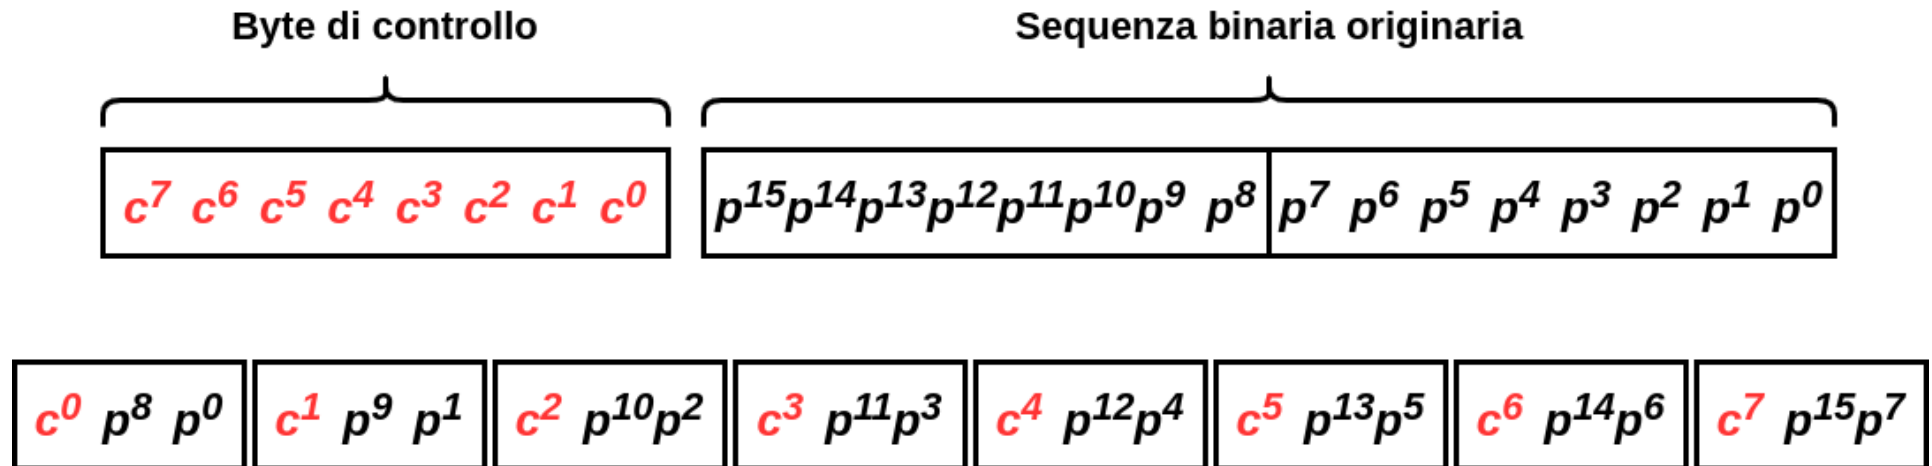 Byte di controllo Sequenza binaria originaria
c⁷ c⁶ c⁵ c⁴ c³ c² c¹ c⁰ p¹⁵p¹⁴p¹³p¹²p¹¹p¹⁰p⁹ p⁸ p⁷ p⁶ p⁵ p⁴ p³ p² p¹ p⁰
c⁰ p⁸ p⁰ c¹ p⁹ p¹ c² p¹⁰p² c³ p¹¹p³ c⁴ p¹²p⁴ c⁵ p¹³p⁵ c⁶ p¹⁴p⁶ c⁷ p¹⁵p⁷